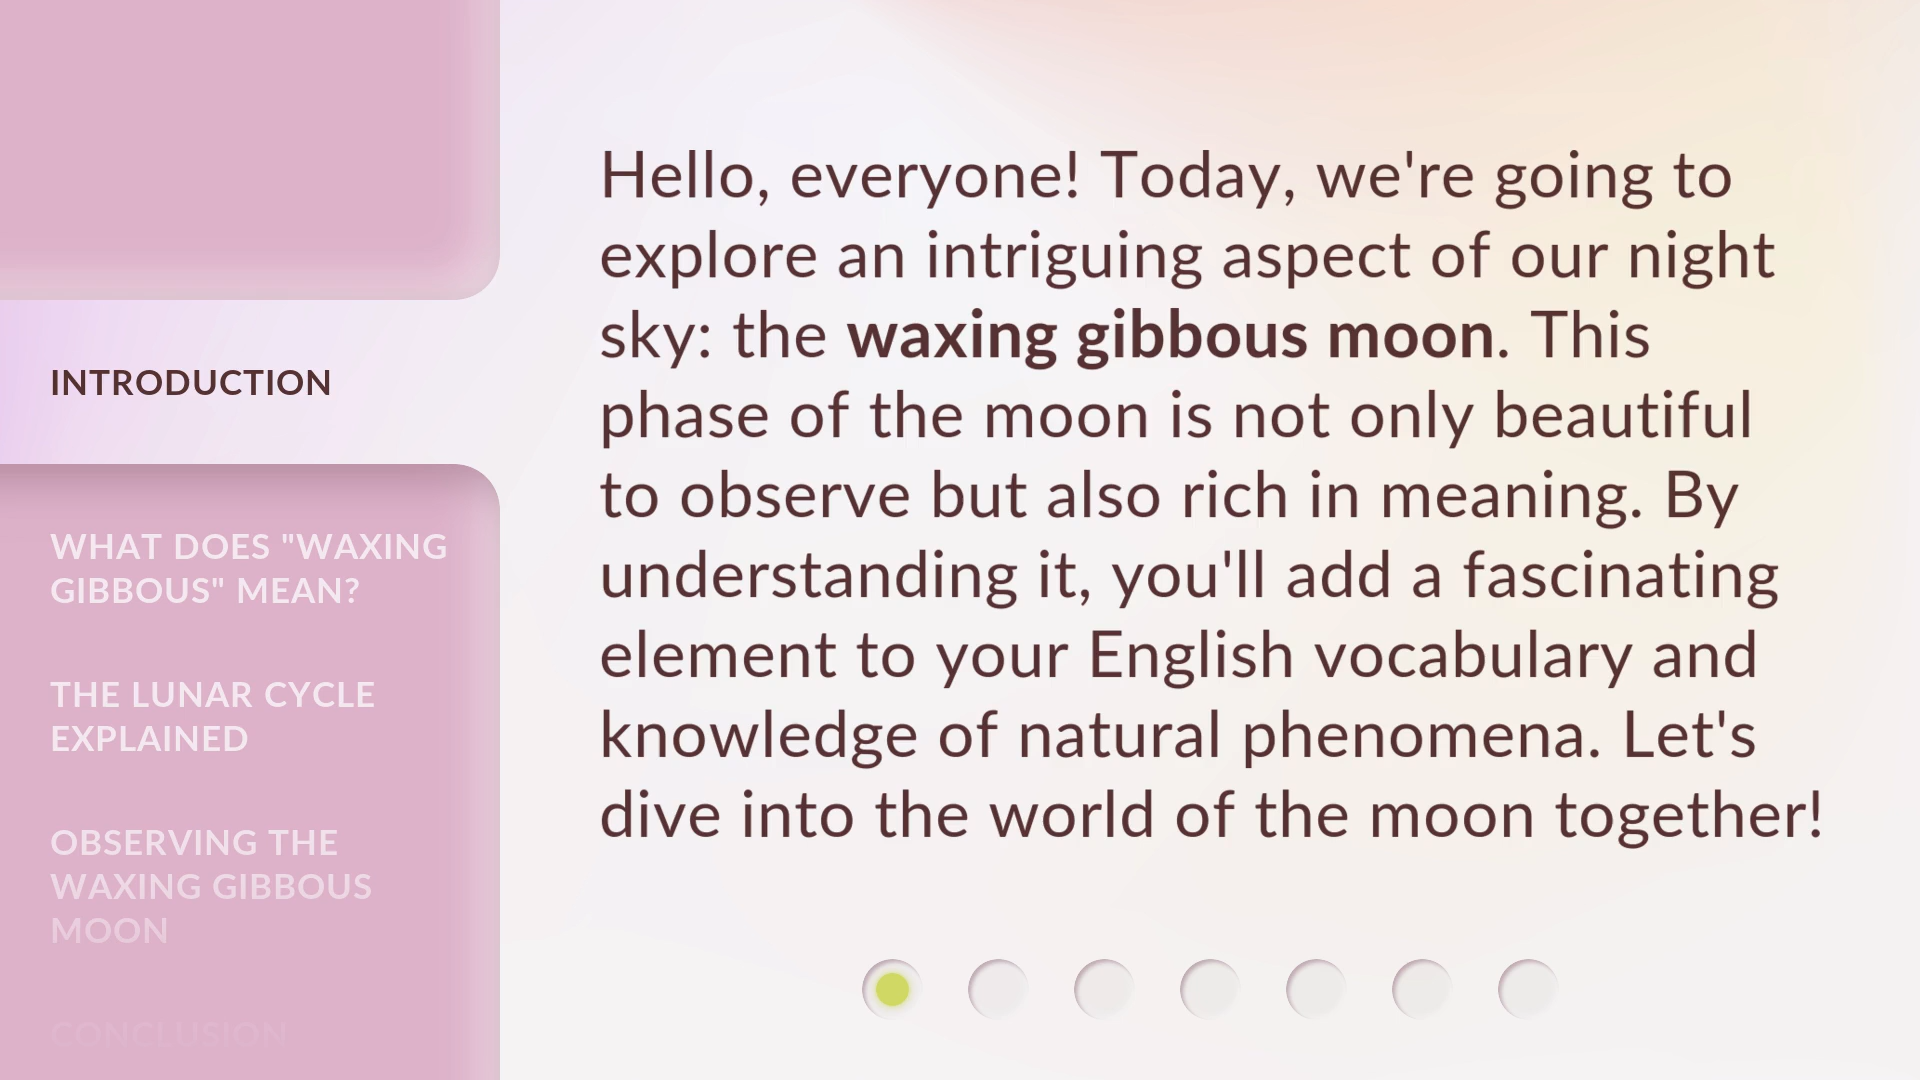 INTRODUCTION
WHAT DOES "WAXING
GIBBOUS" MEAN?
THE LUNAR CYCLE
EXPLAINED
OBSERVING THE
WAXING GIBBOUS
MOON
CONCLUSION
Hello, everyone! Today, we're going to
explore an intriguing aspect of our night
sky: the waxing gibbous moon. This
phase of the moon is not only beautiful
to observe but also rich in meaning. By
understanding it, you'll add a fascinating
element to your English vocabulary and
knowledge of natural phenomena. Let's
dive into the world of the moon together!